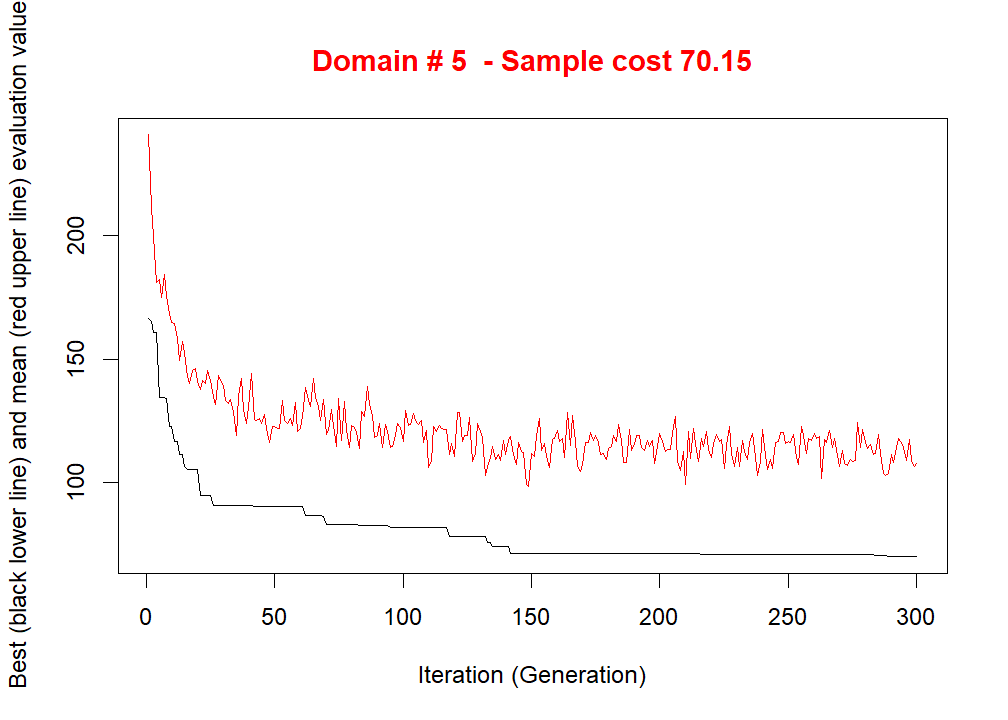 Domain # 5  - Sample cost 70.15
Best (black lower line) and mean (red upper line) evaluation value
200
150
100
0 50 100 150 200 250 300
Iteration (Generation)